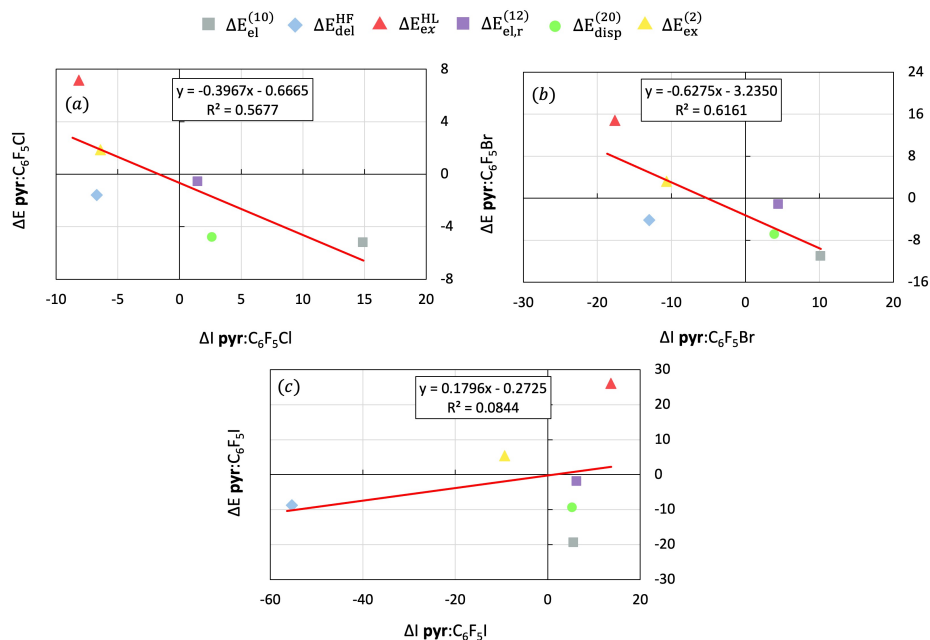 ΔE_el^(10) ΔE_del^HF ΔE_ex^HL ΔE_el,r^(12) ΔE_disp^(20) ΔE_ex^(2)
(a)
y = -0.3967x - 0.6665
R² = 0.5677
8
4
0
-4
-8
-10 -5 0 5 10 15 20
ΔE pyr:C₆F₅Cl
ΔI pyr:C₆F₅Cl
(b)
y = -0.6275x - 3.2350
R² = 0.6161
24
16
8
0
-8
-16
-30 -20 -10 0 10 20
ΔE pyr:C₆F₅Br
ΔI pyr:C₆F₅Br
(c)
y = 0.1796x - 0.2725
R² = 0.0844
30
20
10
0
-10
-20
-30
-60 -40 -20 0 20
ΔE pyr:C₆F₅I
ΔI pyr:C₆F₅I